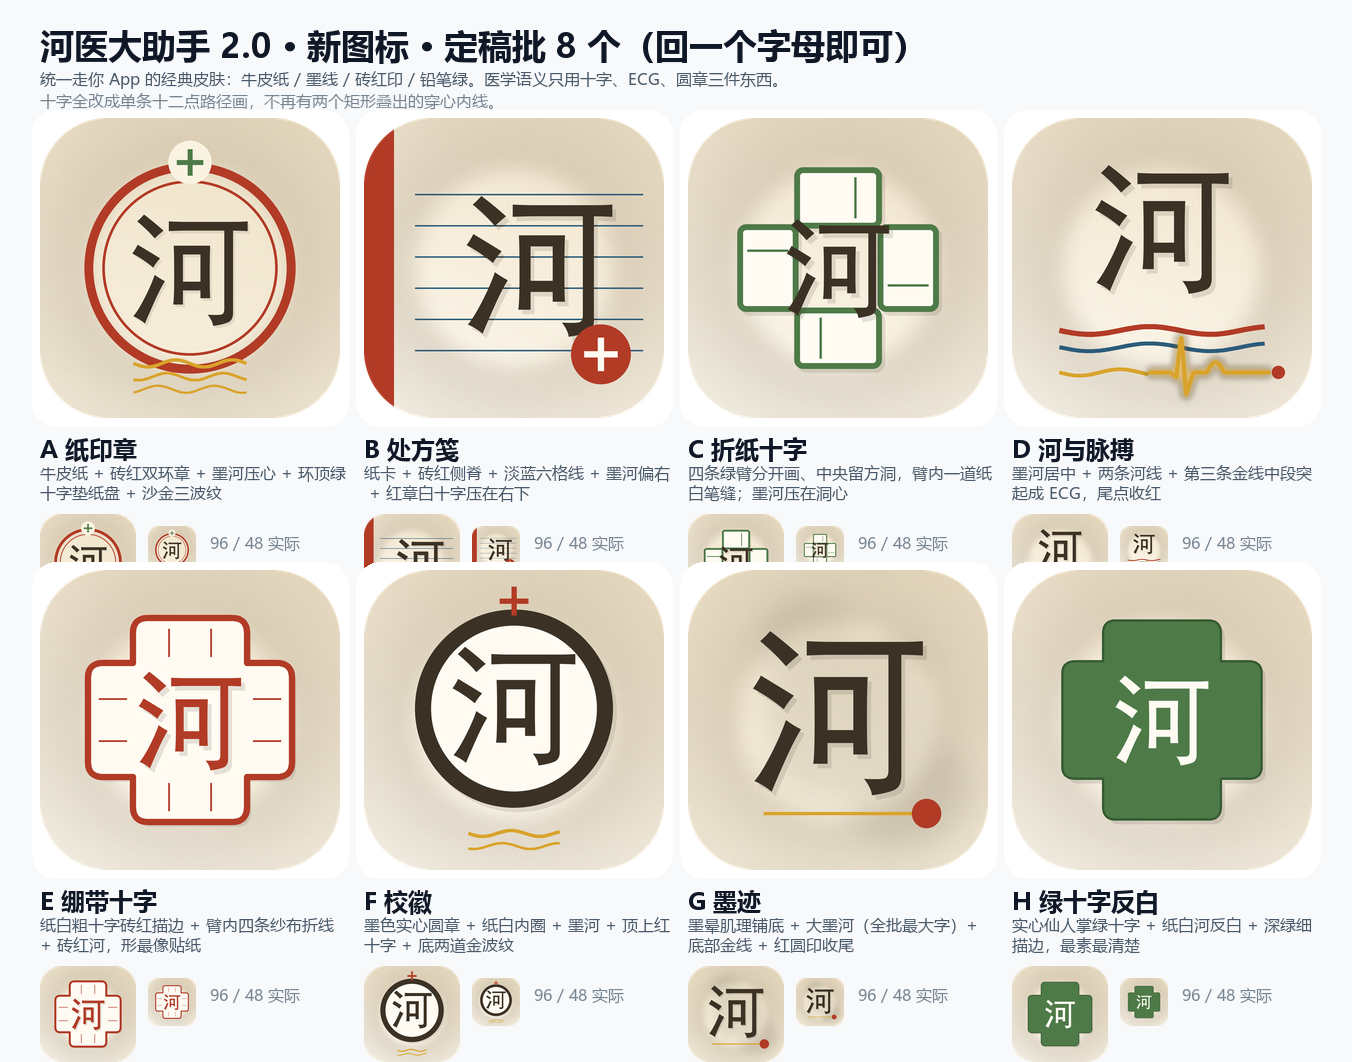 河医大助手 2.0 • 新图标 • 定稿批 8 个（回一个字母即可）
统一走你 App 的经典皮肤：牛皮纸 / 墨线 / 砖红印 / 铅笔绿。医学语义只用十字、ECG、圆章三件东西。
十字全改成单条十二点路径画，不再有两个矩形叠出的穿心内线。
河
河
河
河
A 纸印章
牛皮纸 + 砖红双环章 + 墨河压心 + 环顶绿
十字垫纸盘 + 沙金三波纹
河
河
96 / 48 实际
B 处方笺
纸卡 + 砖红侧脊 + 淡蓝六格线 + 墨河偏右
+ 红章白十字压在右下
河
河
96 / 48 实际
C 折纸十字
四条绿臂分开画、中央留方洞，臂内一道纸
白笔缝；墨河压在洞心
河
河
96 / 48 实际
D 河与脉搏
墨河居中 + 两条河线 + 第三条金线中段突
起成 ECG，尾点收红
河
河
96 / 48 实际
河
河
河
河
E 绷带十字
纸白粗十字砖红描边 + 臂内四条纱布折线
+ 砖红河，形最像贴纸
河
河
96 / 48 实际
F 校徽
墨色实心圆章 + 纸白内圈 + 墨河 + 顶上红
十字 + 底两道金波纹
河
河
96 / 48 实际
G 墨迹
墨晕肌理铺底 + 大墨河（全批最大字）+
底部金线 + 红圆印收尾
河
河
96 / 48 实际
H 绿十字反白
实心仙人掌绿十字 + 纸白河反白 + 深绿细
描边，最素最清楚
河
河
96 / 48 实际